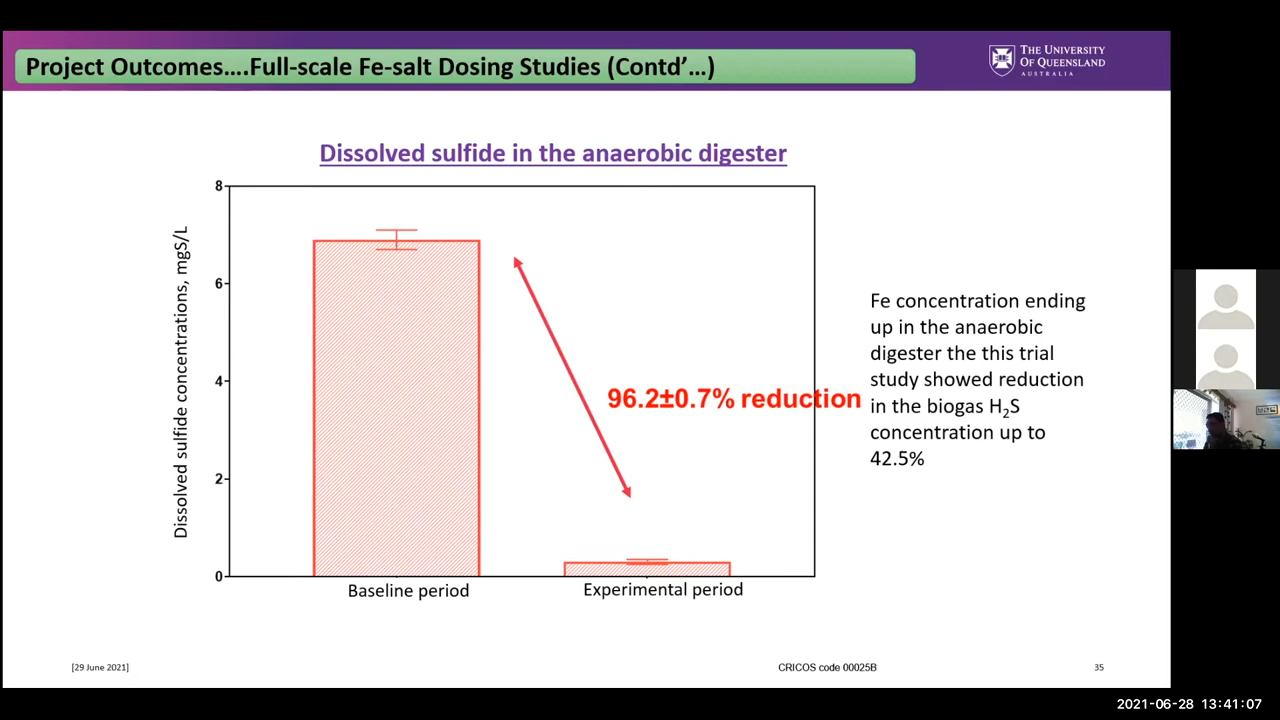 Project Outcomes….Full-scale Fe-salt Dosing Studies (Contd’…)
THE UNIVERSITY
OF QUEENSLAND
AUSTRALIA
Dissolved sulfide in the anaerobic digester
Dissolved sulfide concentrations, mgS/L
8
6
4
2
0
96.2±0.7% reduction
Baseline period
Experimental period
Fe concentration ending
up in the anaerobic
digester the this trial
study showed reduction
in the biogas H₂S
concentration up to
42.5%
[29 June 2021]
CRICOS code 00025B
35
2021-06-28 13:41:07